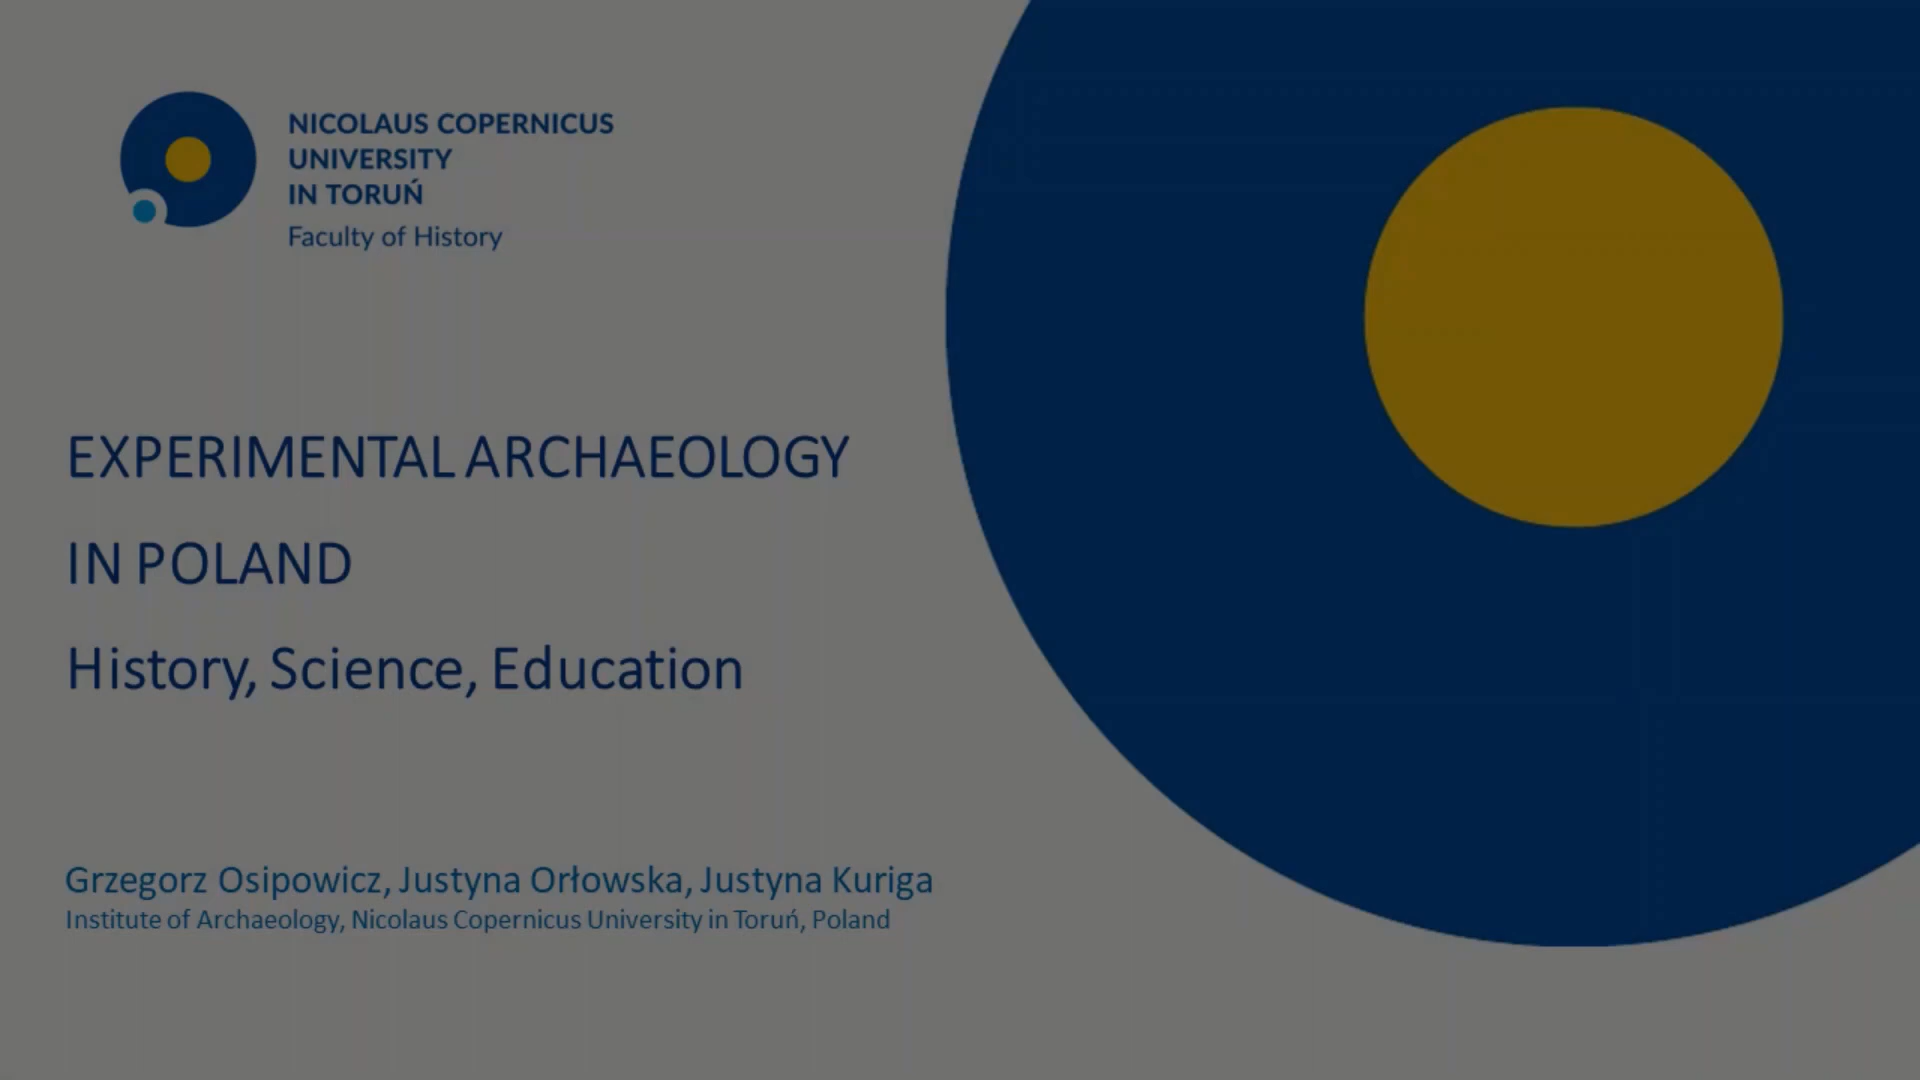 NICOLAUS COPERNICUS
UNIVERSITY
IN TORUŃ
Faculty of History
EXPERIMENTAL ARCHAEOLOGY
IN POLAND
History, Science, Education
Grzegorz Osipowicz, Justyna Orłowska, Justyna Kuriga
Institute of Archaeology, Nicolaus Copernicus University in Toruń, Poland